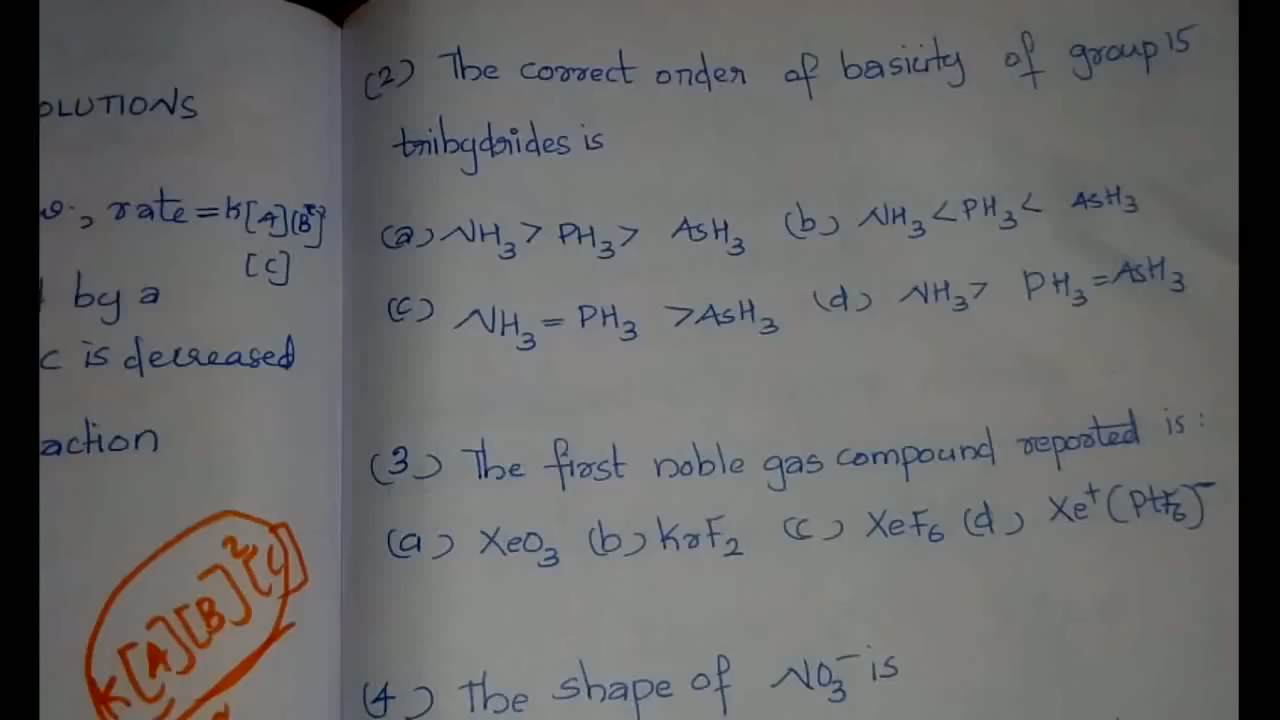 OLUTIONS
rate = K[A][B²]
[C]
by a
C is decreased
action
K[A][B]²[C]
(2) The correct onder of basicity of group 15
trihydrides is
(a) NH₃ > PH₃ > AsH₃ (b) NH₃ < PH₃ < AsH₃
(c) NH₃ = PH₃ > AsH₃ (d) NH₃ > PH₃ = AsH₃
(3) The first noble gas compound reported is:
(a) XeO₃ (b) KrF₂ (c) XeF₆ (d) Xe⁺(PtF₆)⁻
(4) The shape of NO₃⁻ is